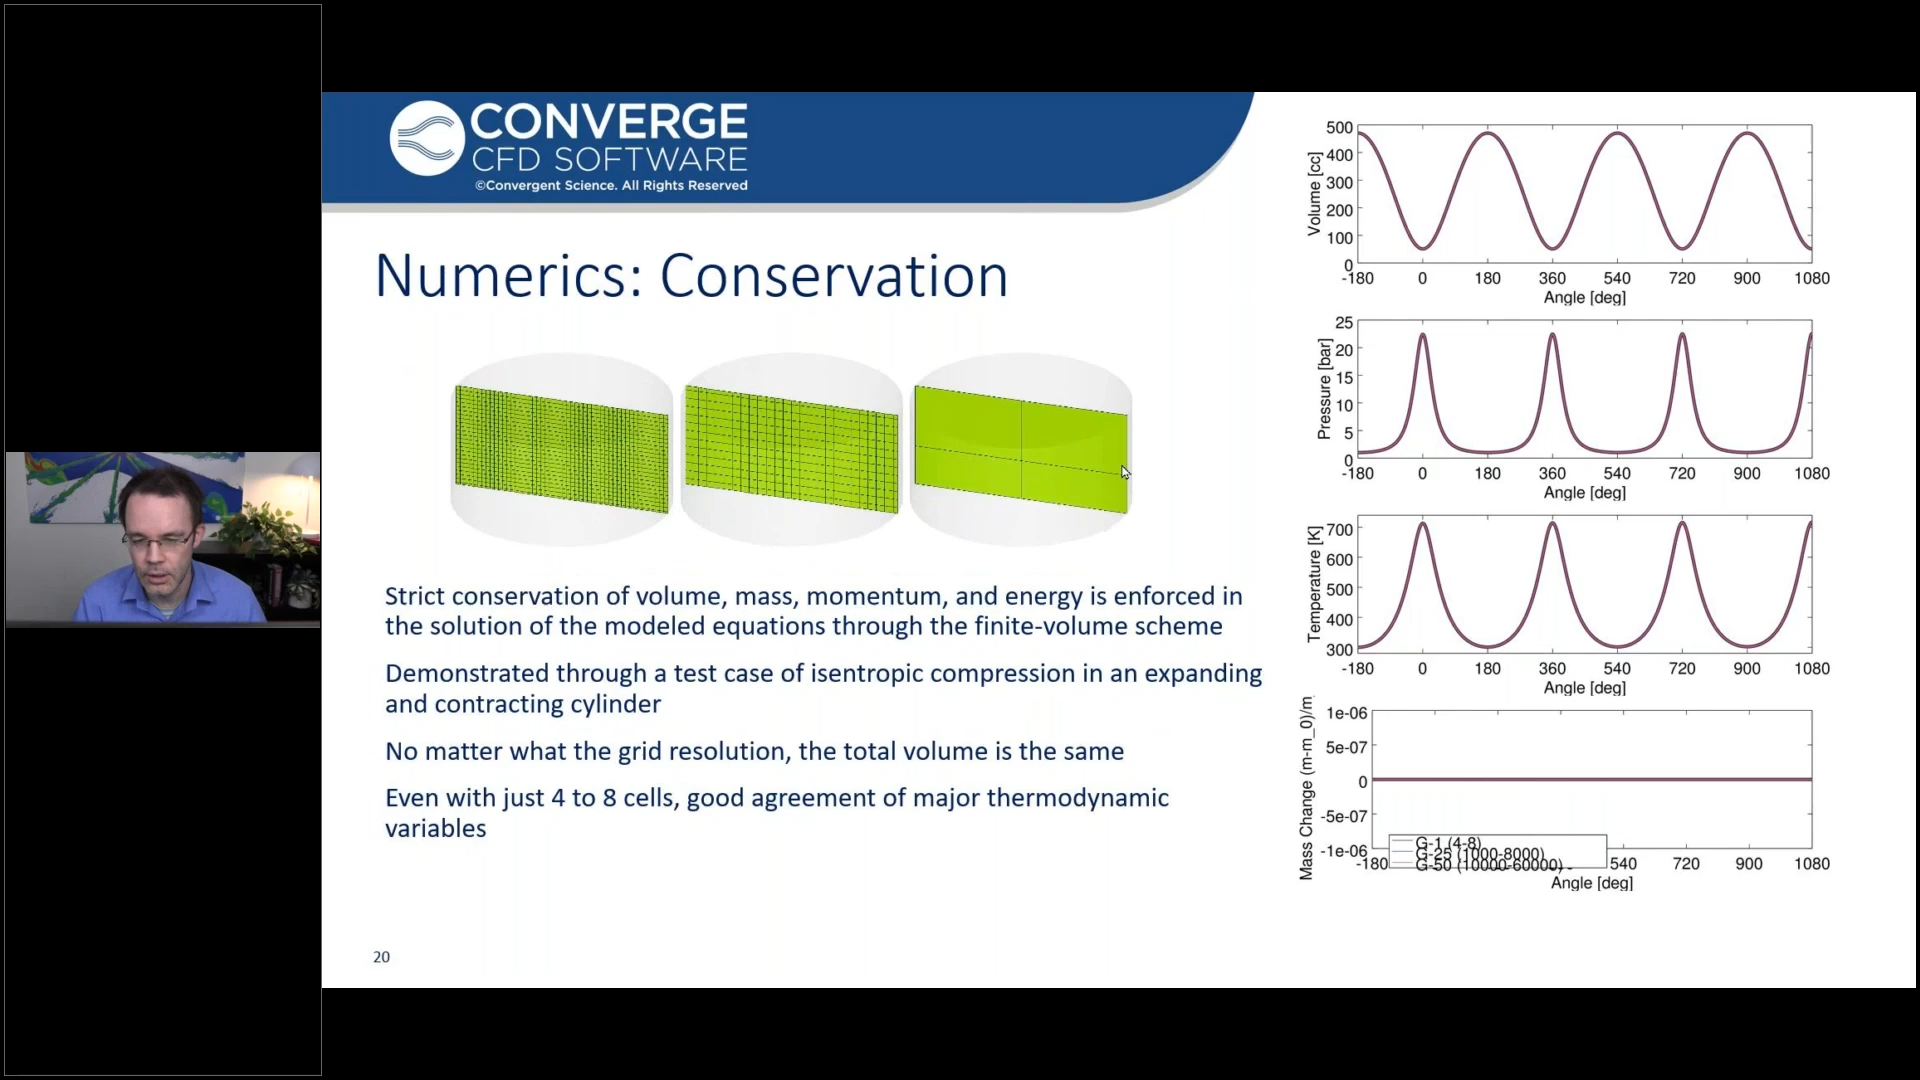 CONVERGE
CFD SOFTWARE
©Convergent Science. All Rights Reserved
Numerics: Conservation
Strict conservation of volume, mass, momentum, and energy is enforced in
the solution of the modeled equations through the finite-volume scheme
Demonstrated through a test case of isentropic compression in an expanding
and contracting cylinder
No matter what the grid resolution, the total volume is the same
Even with just 4 to 8 cells, good agreement of major thermodynamic
variables
20
Volume [cc]
500
400
300
200
100
0
-180 0 180 360 540 720 900 1080
Angle [deg]
Pressure [bar]
25
20
15
10
5
0
-180 0 180 360 540 720 900 1080
Angle [deg]
Temperature [K]
700
600
500
400
300
-180 0 180 360 540 720 900 1080
Angle [deg]
Mass Change (m-m_0)/m
1e-06
5e-07
0
-5e-07
-1e-06
G-1 (4-8)
G-25 (1000-8000)
G-50 (10000-60000)
-180 540 720 900 1080
Angle [deg]